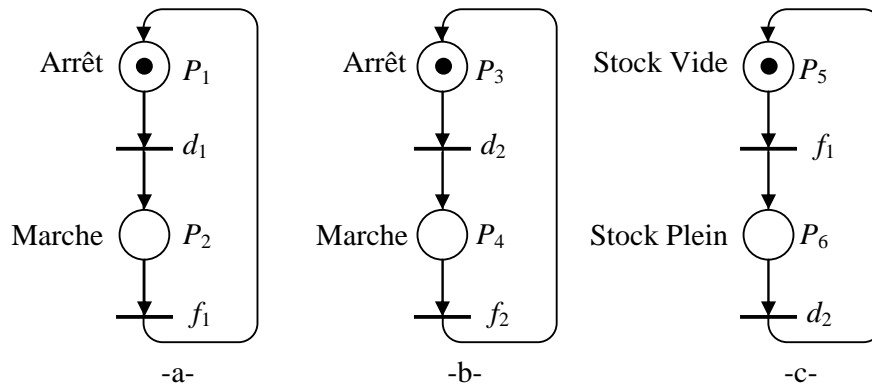 Arrêt P1 Arrêt P3 Stock Vide P5
d1 d2 f1
Marche P2 Marche P4 Stock Plein P6
f1 f2 d2
-a- -b- -c-